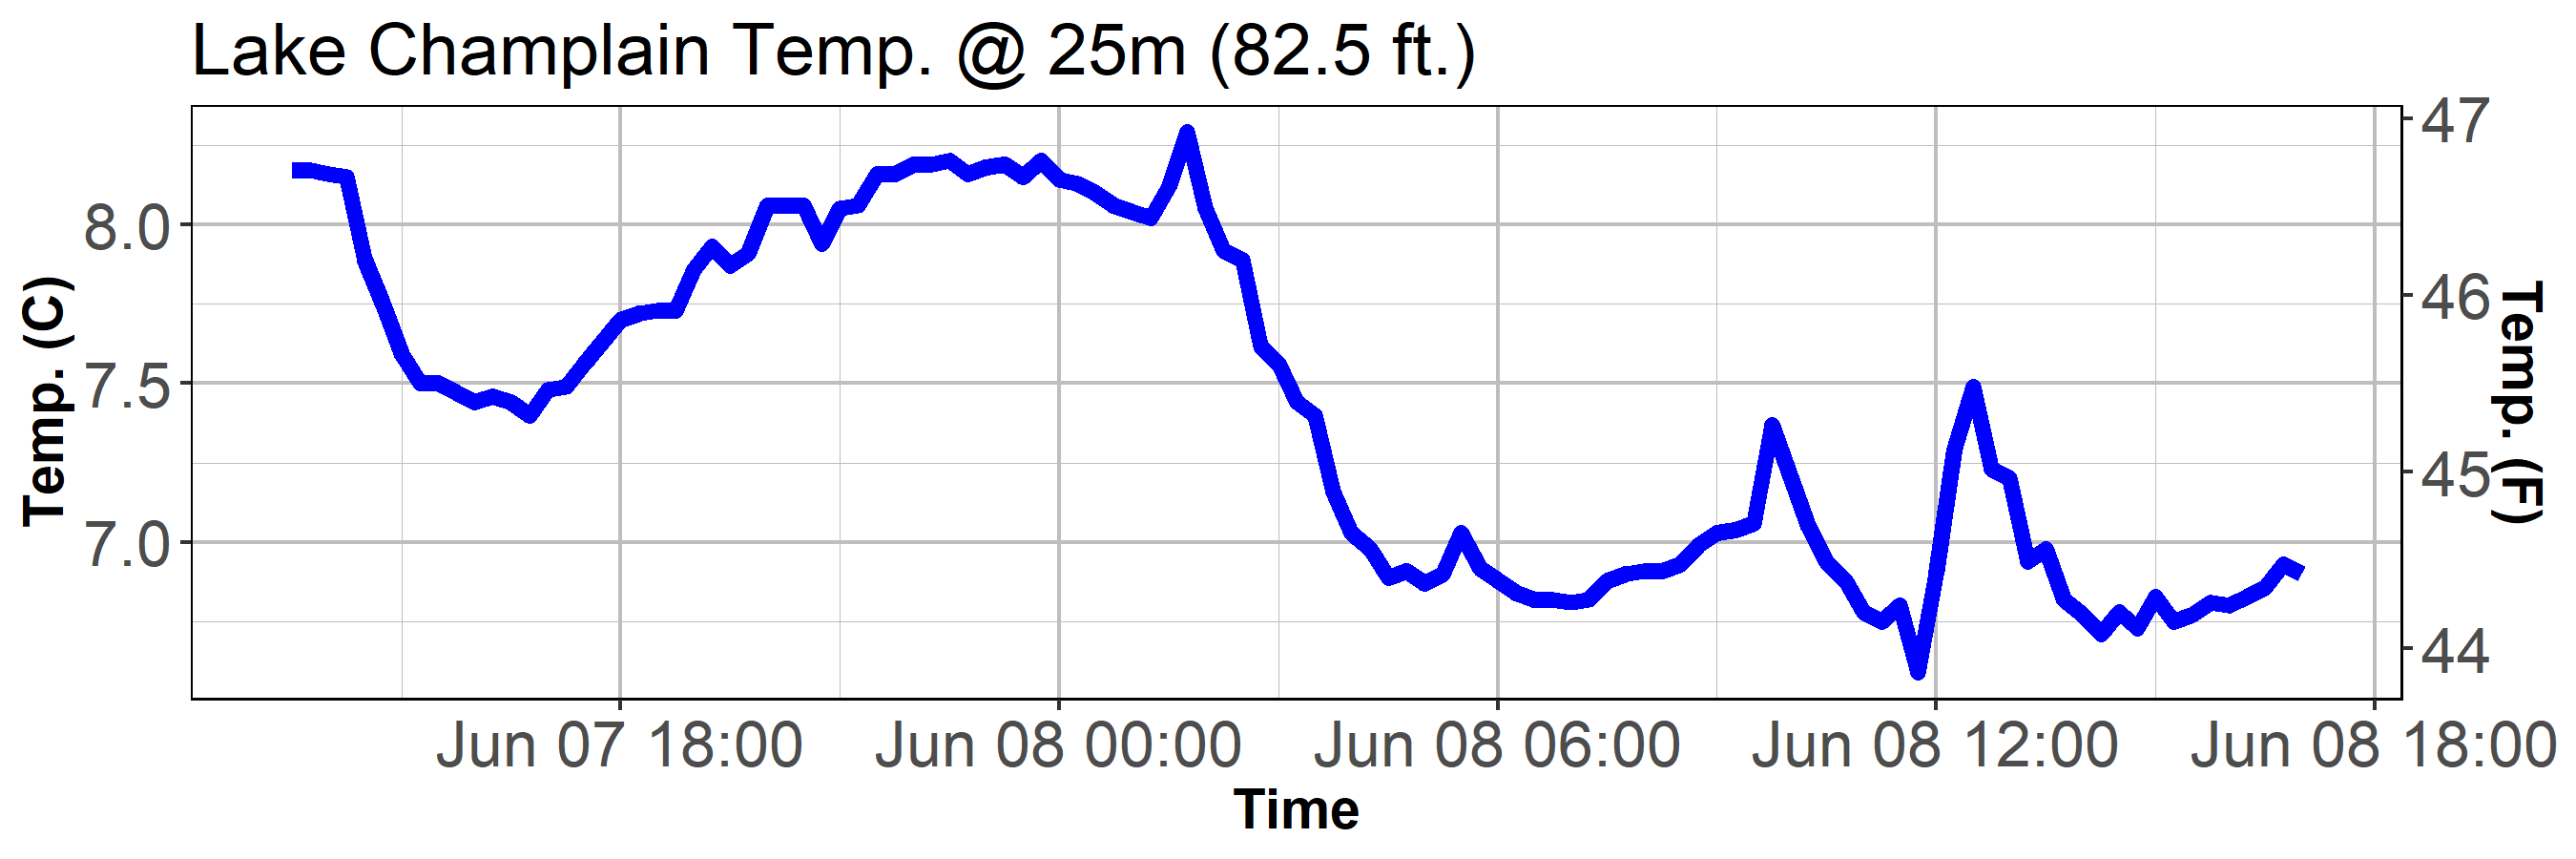 Lake Champlain Temp. @ 25m (82.5 ft.)
Temp. (C)
8.0
7.5
7.0
47
46
45
44
Temp. (F)
Jun 07 18:00 Jun 08 00:00 Jun 08 06:00 Jun 08 12:00 Jun 08 18:00
Time